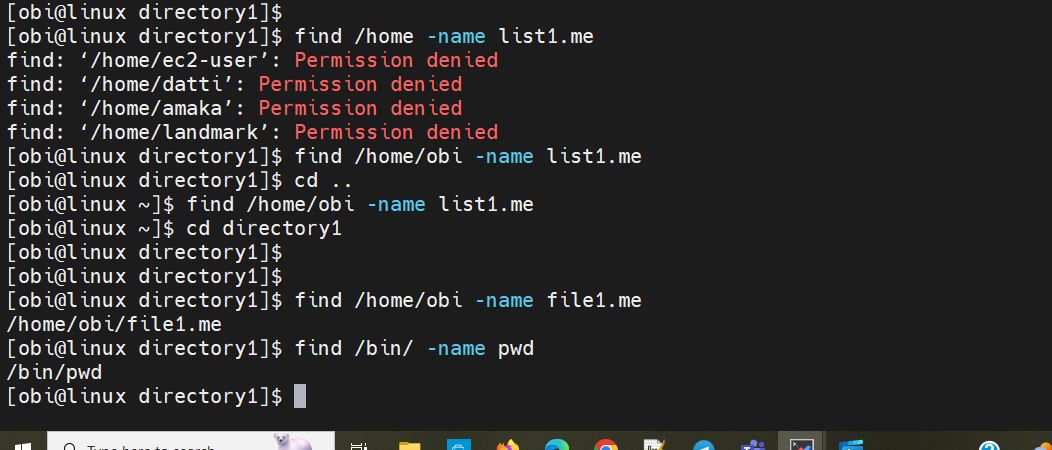 [obi@linux directory1]$
[obi@linux directory1]$ find /home -name list1.me
find: ‘/home/ec2-user’: Permission denied
find: ‘/home/datti’: Permission denied
find: ‘/home/amaka’: Permission denied
find: ‘/home/landmark’: Permission denied
[obi@linux directory1]$ find /home/obi -name list1.me
[obi@linux directory1]$ cd ..
[obi@linux ~]$ find /home/obi -name list1.me
[obi@linux ~]$ cd directory1
[obi@linux directory1]$
[obi@linux directory1]$
[obi@linux directory1]$ find /home/obi -name file1.me
/home/obi/file1.me
[obi@linux directory1]$ find /bin/ -name pwd
/bin/pwd
[obi@linux directory1]$
Type here to search